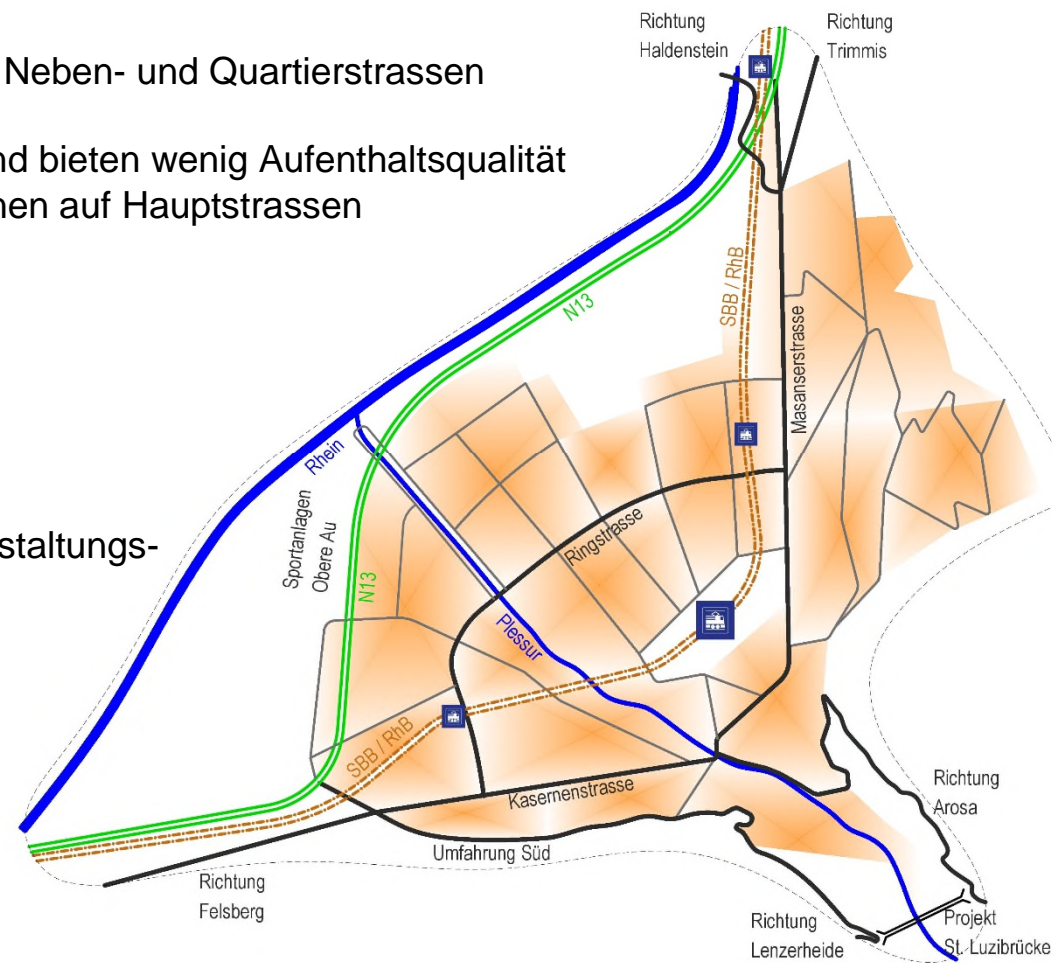 Neben- und Quartierstrassen
nd bieten wenig Aufenthaltsqualität
nen auf Hauptstrassen
staltungs-
Richtung
Haldenstein
Richtung
Trimmis
N13
SBB / RhB
Masanserstrasse
Rhein
Sportanlagen
Obere Au
N13
Ringstrasse
Plessur
SBB / RhB
Kasernenstrasse
Umfahrung Süd
Richtung
Felsberg
Richtung
Arosa
Richtung
Lenzerheide
Projekt
St. Luzibrücke